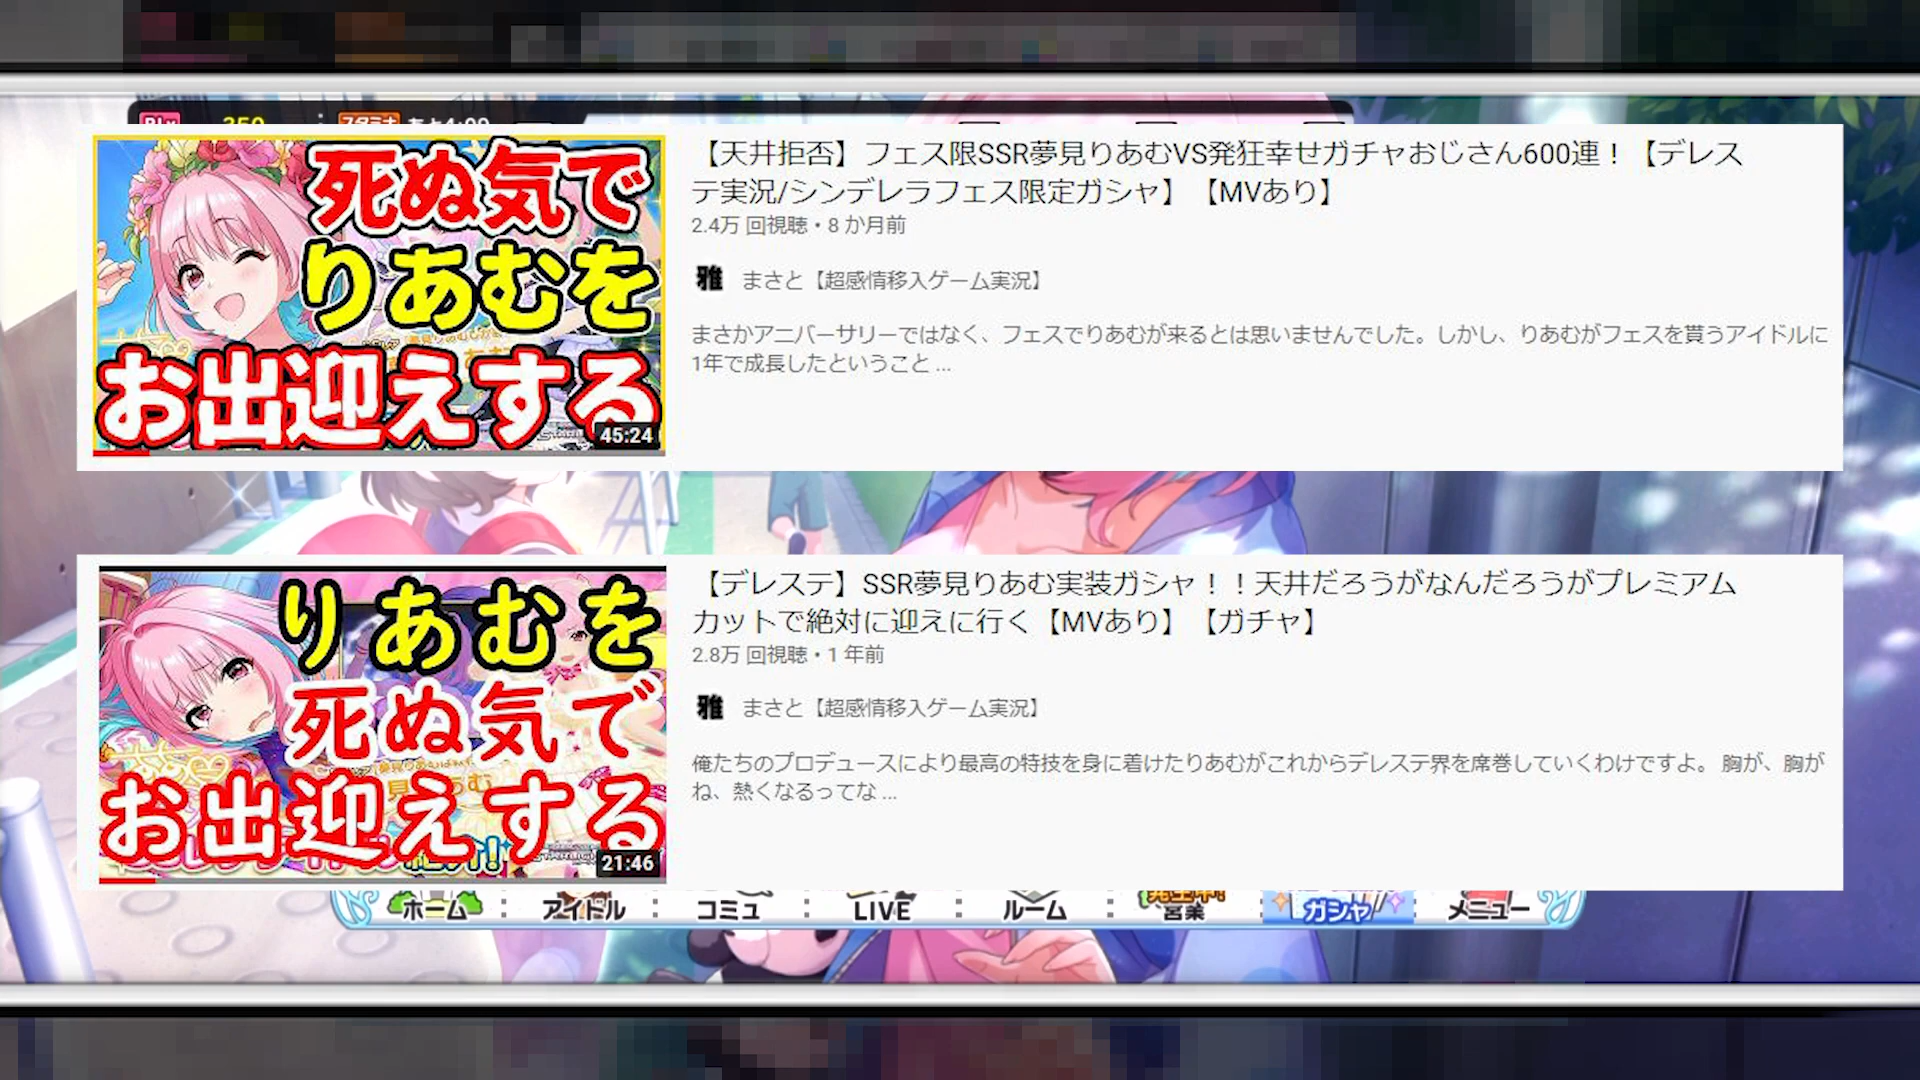 350
スタミナ あと4:00
死ぬ気で
りあむを
お出迎えする
45:24
【天井拒否】フェス限SSR夢見りあむVS発狂幸せガチャおじさん600連！【デレス
テ実況/シンデレラフェス限定ガシャ】【MVあり】
2.4万 回視聴・8 か月前
雅 まさと【超感情移入ゲーム実況】
まさかアニバーサリーではなく、フェスでりあむが来るとは思いませんでした。しかし、りあむがフェスを貰うアイドルに
1年で成長したということ ...
りあむを
死ぬ気で
お出迎えする
21:46
【デレステ】SSR夢見りあむ実装ガシャ！！天井だろうがなんだろうがプレミアム
カットで絶対に迎えに行く【MVあり】【ガチャ】
2.8万 回視聴・1 年前
雅 まさと【超感情移入ゲーム実況】
俺たちのプロデュースにより最高の特技を身に着けたりあむがこれからデレステ界を席巻していくわけですよ。 胸が、胸が
ね、熱くなるってな ...
ホーム アイドル コミュ LIVE ルーム 営業 ガシャ メニュー